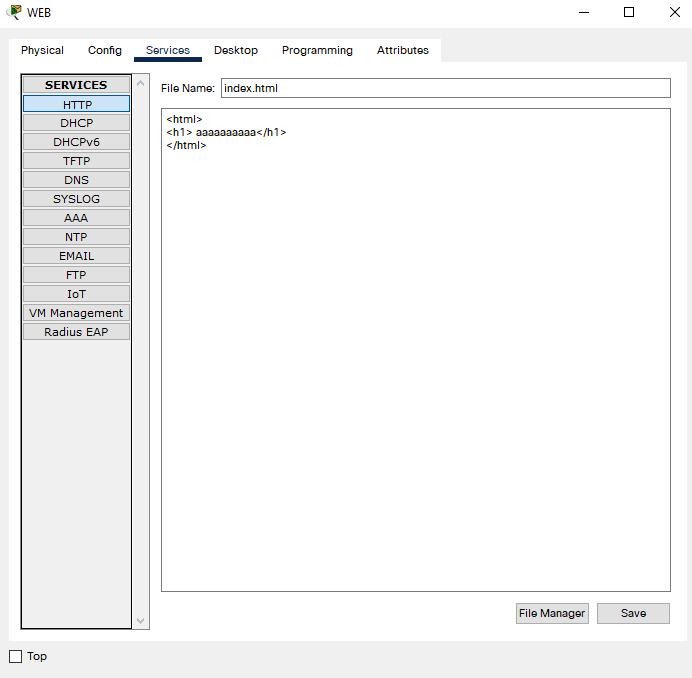 WEB
Physical Config Services Desktop Programming Attributes
SERVICES
HTTP
DHCP
DHCPv6
TFTP
DNS
SYSLOG
AAA
NTP
EMAIL
FTP
IoT
VM Management
Radius EAP
File Name: index.html
<html>
<h1> aaaaaaaaaa</h1>
</html>
File Manager Save
Top